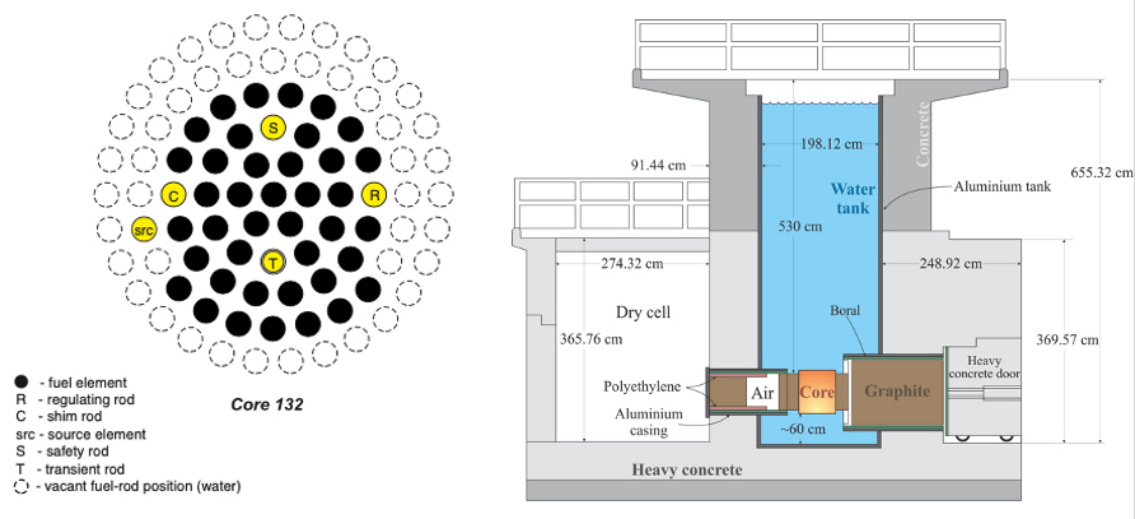 S
C
R
src
T
- fuel element
R - regulating rod
C - shim rod
src - source element
S - safety rod
T - transient rod
- vacant fuel-rod position (water)
Core 132
198.12 cm
91.44 cm
Concrete
Water
tank
Aluminium tank
655.32 cm
530 cm
274.32 cm
248.92 cm
Dry cell
Boral
365.76 cm
369.57 cm
Heavy
concrete door
Polyethylene
Air
Core
Graphite
Aluminium
casing
~60 cm
Heavy concrete